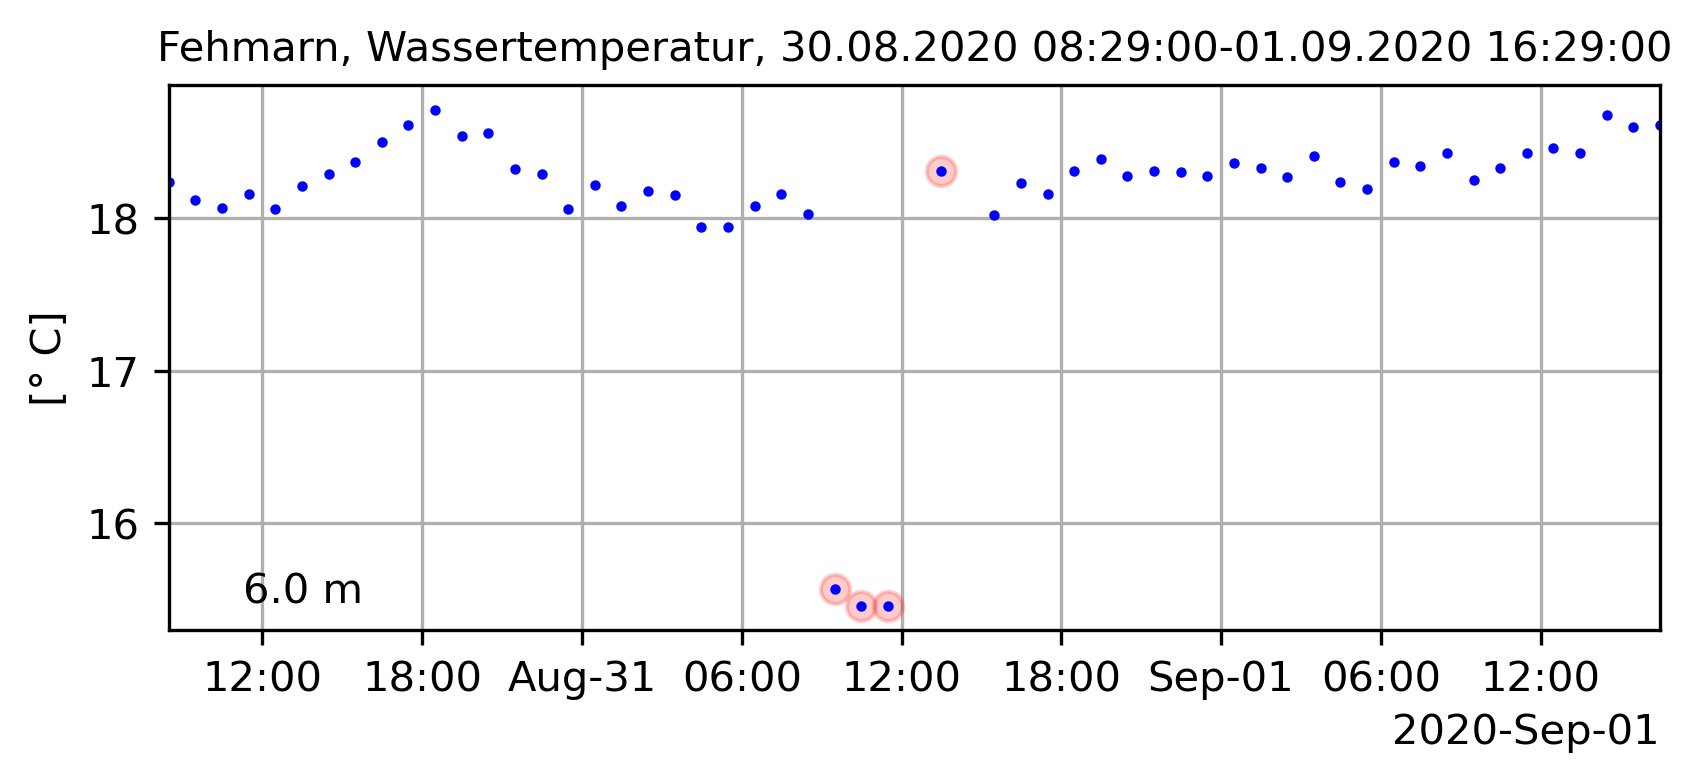 Fehmarn, Wassertemperatur, 30.08.2020 08:29:00-01.09.2020 16:29:00
[° C]
18
17
16
6.0 m
12:00 18:00 Aug-31 06:00 12:00 18:00 Sep-01 06:00 12:00
2020-Sep-01